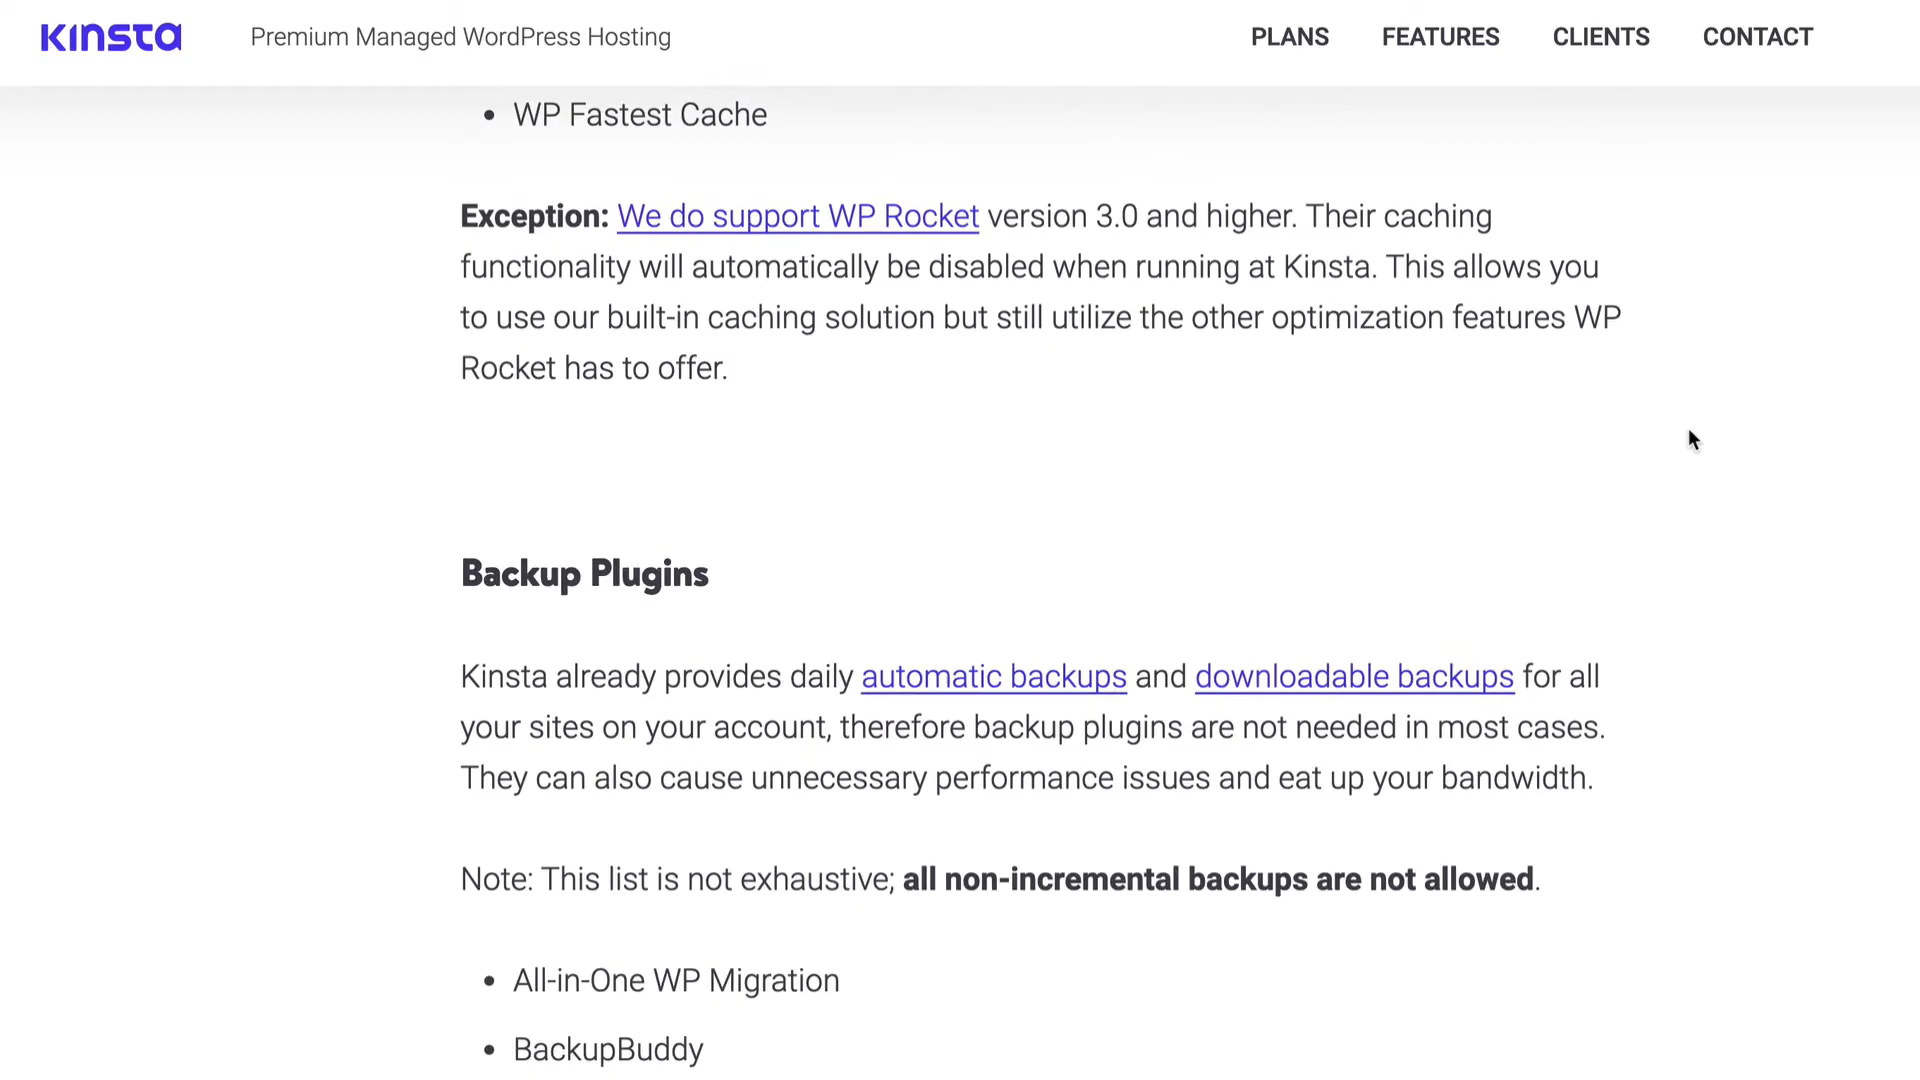 Kinsta
Premium Managed WordPress Hosting
PLANS
FEATURES
CLIENTS
CONTACT
• WP Fastest Cache
Exception: We do support WP Rocket version 3.0 and higher. Their caching
functionality will automatically be disabled when running at Kinsta. This allows you
to use our built-in caching solution but still utilize the other optimization features WP
Rocket has to offer.
Backup Plugins
Kinsta already provides daily automatic backups and downloadable backups for all
your sites on your account, therefore backup plugins are not needed in most cases.
They can also cause unnecessary performance issues and eat up your bandwidth.
Note: This list is not exhaustive; all non-incremental backups are not allowed.
• All-in-One WP Migration
• BackupBuddy